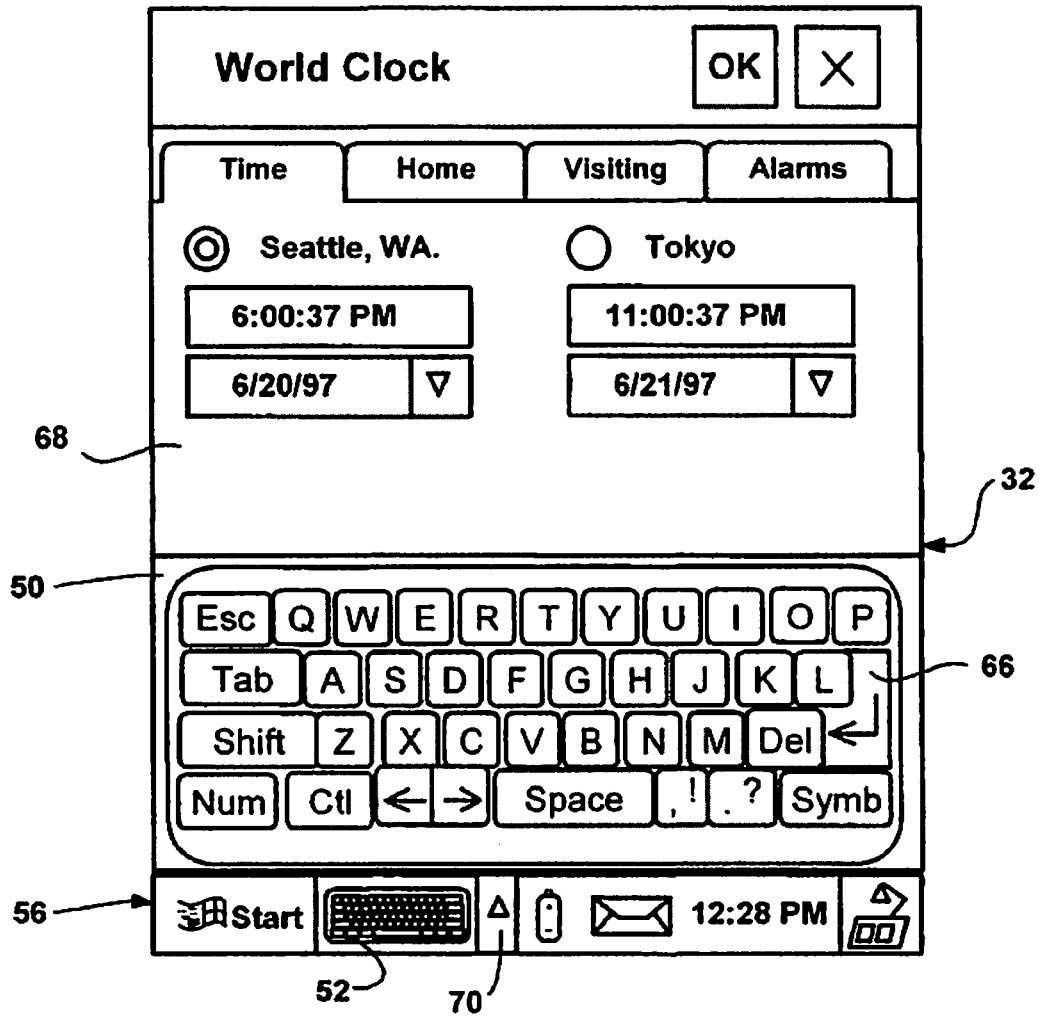 World Clock OK X
Time Home Visiting Alarms
Seattle, WA. Tokyo
6:00:37 PM 11:00:37 PM
6/20/97 6/21/97
68
32
50
Esc Q W E R T Y U I O P
Tab A S D F G H J K L
66
Shift Z X C V B N M Del
Num Ctl ← → Space , ! . ? Symb
56
Start 12:28 PM
52 70